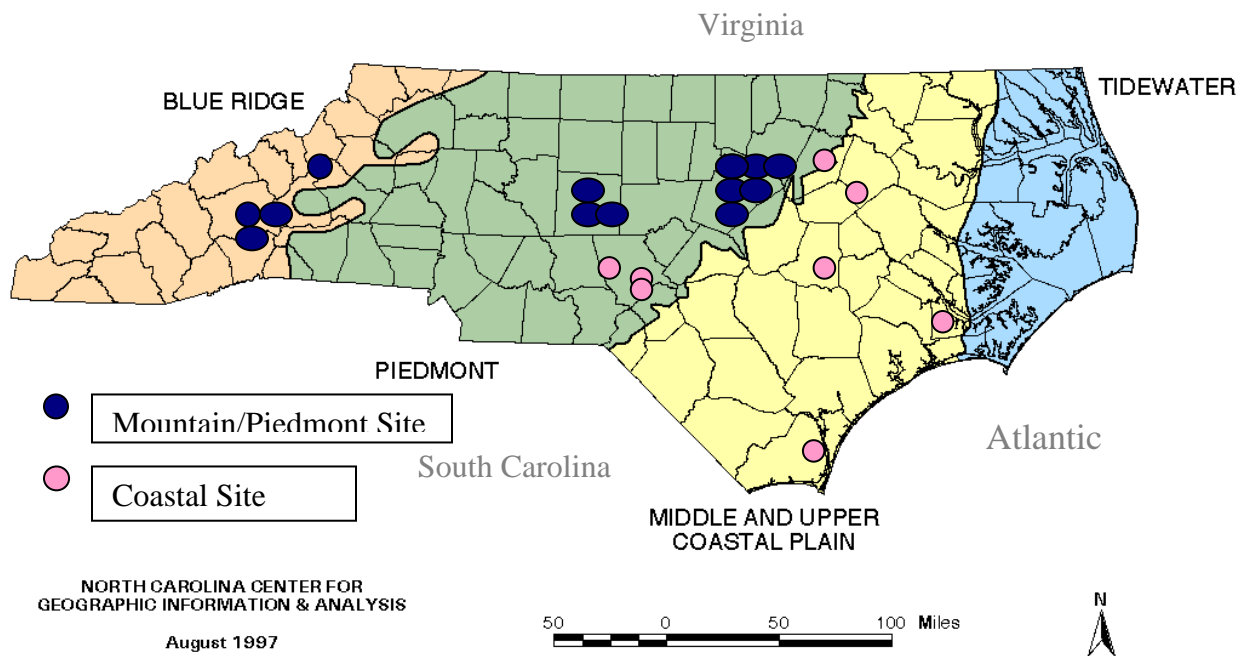 Virginia
BLUE RIDGE
TIDEWATER
PIEDMONT
Mountain/Piedmont Site
South Carolina
Atlantic
Coastal Site
MIDDLE AND UPPER
COASTAL PLAIN
NORTH CAROLINA CENTER FOR
GEOGRAPHIC INFORMATION & ANALYSIS
August 1997
50 0 50 100 Miles
N